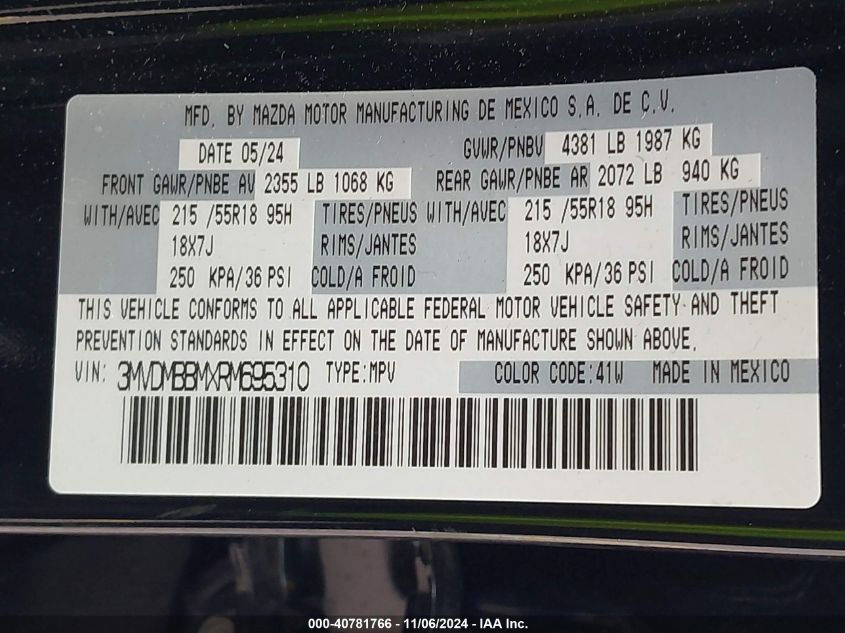 MFD. BY MAZDA MOTOR MANUFACTURING DE MEXICO S.A. DE C.V.
DATE 05/24 GVWR/PNBV 4381 LB 1987 KG
FRONT GAWR/PNBE AV 2355 LB 1068 KG REAR GAWR/PNBE AR 2072 LB 940 KG
WITH/AVEC 215 /55R18 95H TIRES/PNEUS WITH/AVEC 215 /55R18 95H TIRES/PNEUS
18X7J RIMS/JANTES 18X7J RIMS/JANTES
250 KPA/36 PSI COLD/A FROID 250 KPA/36 PSI COLD/A FROID
THIS VEHICLE CONFORMS TO ALL APPLICABLE FEDERAL MOTOR VEHICLE SAFETY AND THEFT
PREVENTION STANDARDS IN EFFECT ON THE DATE OF MANUFACTURE SHOWN ABOVE.
VIN: 3MVDMBBMXRM695310 TYPE:MPV COLOR CODE:41W MADE IN MEXICO
000-40781766 - 11/06/2024 - IAA Inc.